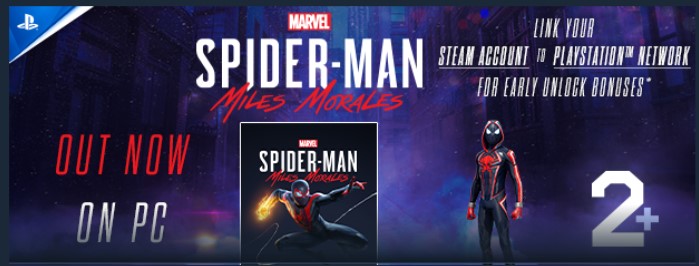 MARVEL
SPIDER-MAN
MILES MORALES
LINK YOUR
STEAM ACCOUNT TO PLAYSTATION™ NETWORK
FOR EARLY UNLOCK BONUSES*
OUT NOW
ON PC
MARVEL
SPIDER-MAN
MILES MORALES
2+